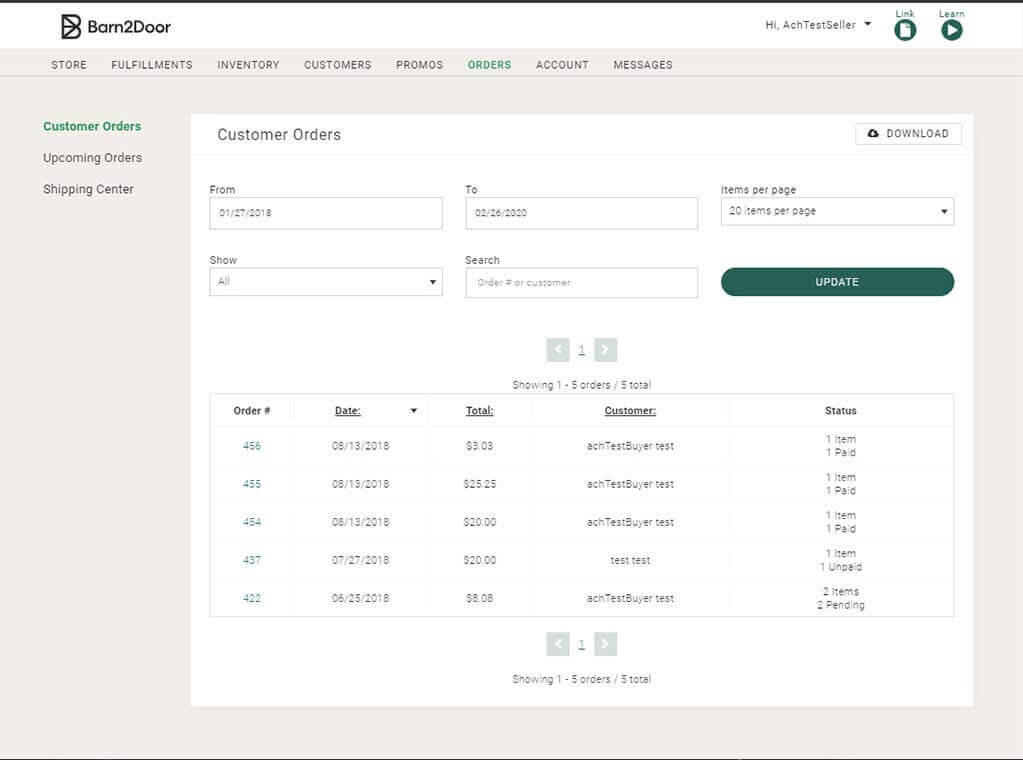 Barn2Door
Hi, AchTestSeller
Link
Learn
STORE FULFILLMENTS INVENTORY CUSTOMERS PROMOS ORDERS ACCOUNT MESSAGES
Customer Orders
Upcoming Orders
Shipping Center
Customer Orders
DOWNLOAD
From To Items per page
01/27/2018 02/26/2020 20 items per page
Show Search
All Order # or customer UPDATE
1
Showing 1 - 5 orders / 5 total
Order # Date: Total: Customer: Status
456 08/13/2018 $3.03 achTestBuyer test 1 Item
1 Paid
455 08/13/2018 $25.25 achTestBuyer test 1 Item
1 Paid
454 08/13/2018 $20.00 achTestBuyer test 1 Item
1 Paid
437 07/27/2018 $20.00 test test 1 Item
1 Unpaid
422 06/25/2018 $8.08 achTestBuyer test 2 Items
2 Pending
1
Showing 1 - 5 orders / 5 total